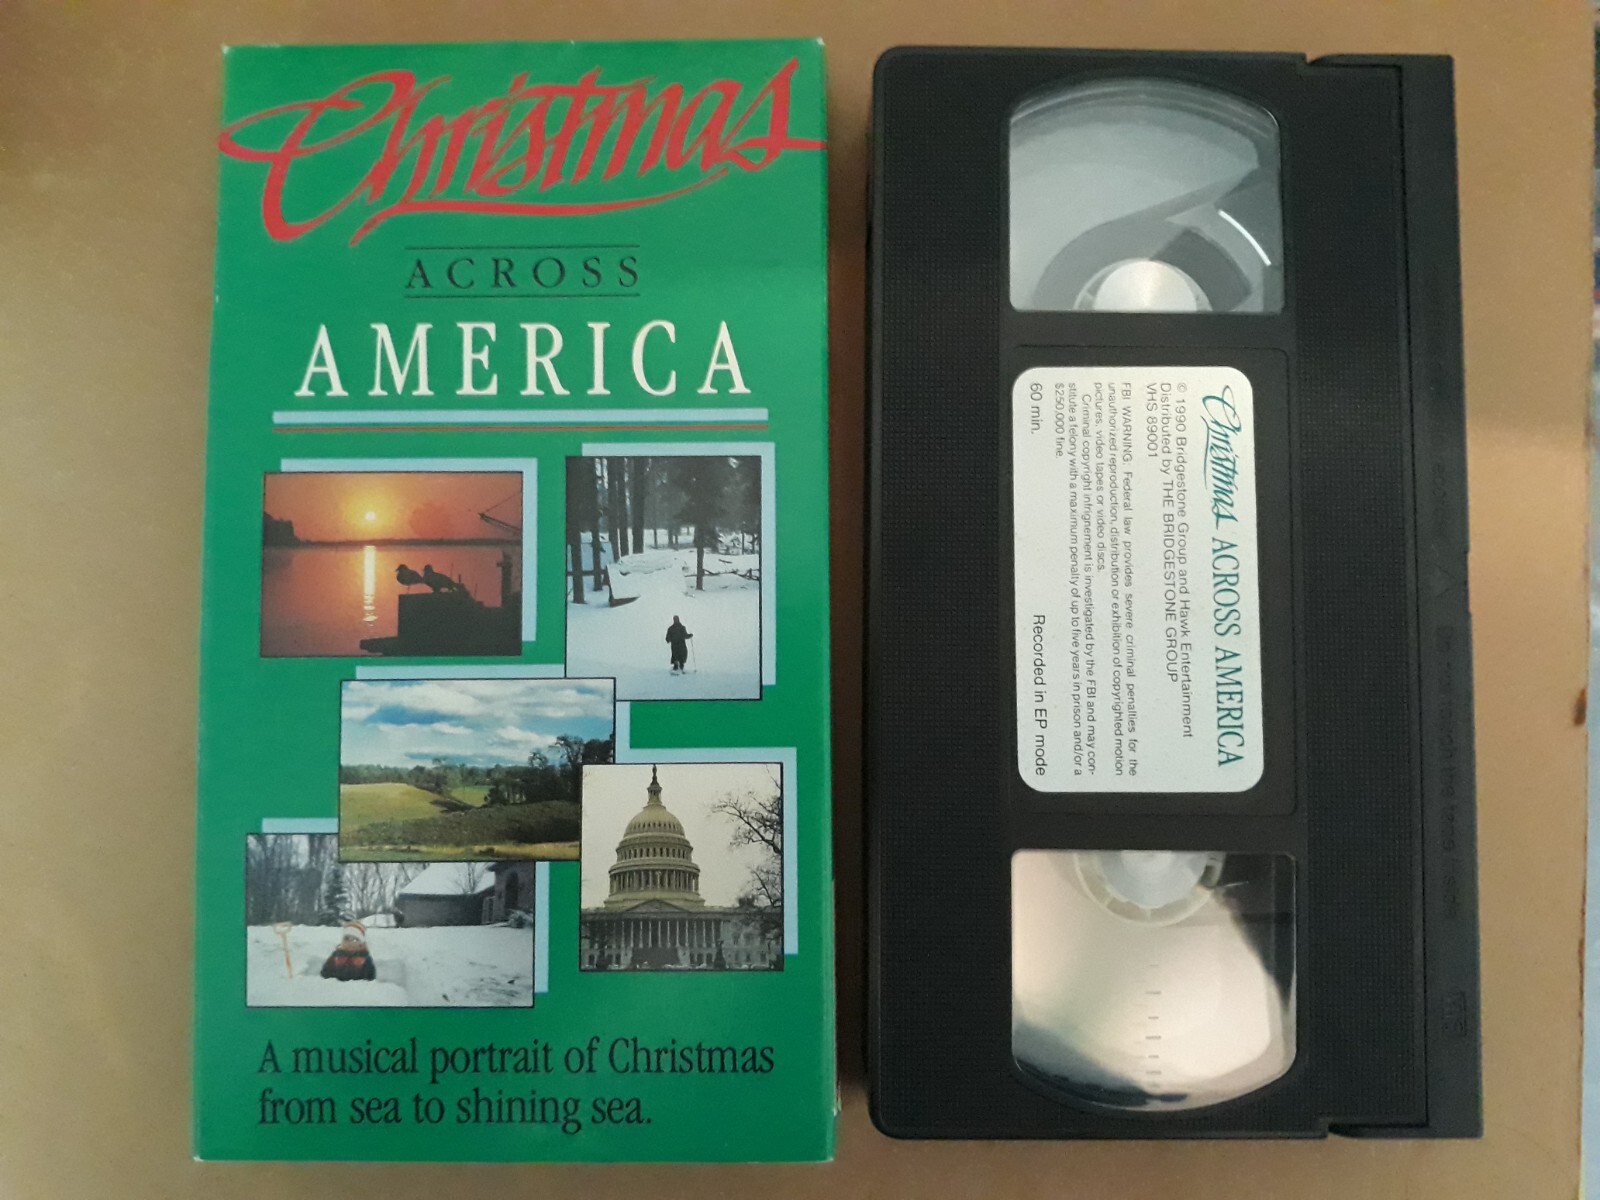 Christmas
ACROSS
AMERICA
A musical portrait of Christmas
from sea to shining sea.
Christmas ACROSS AMERICA
© 1990 Bridgestone Group and Hawk Entertainment
Distributed by THE BRIDGESTONE GROUP
VHS 89001
FBI WARNING: Federal law provides severe criminal penalties for the
unauthorized reproduction, distribution or exhibition of copyrighted motion
pictures, video tapes or video discs.
Criminal copyright infrignement is investigated by the FBI and may con-
stitute a felony with a maximum penalty of up to five years in prison and/or a
$250,000 fine.
60 min. Recorded in EP mode